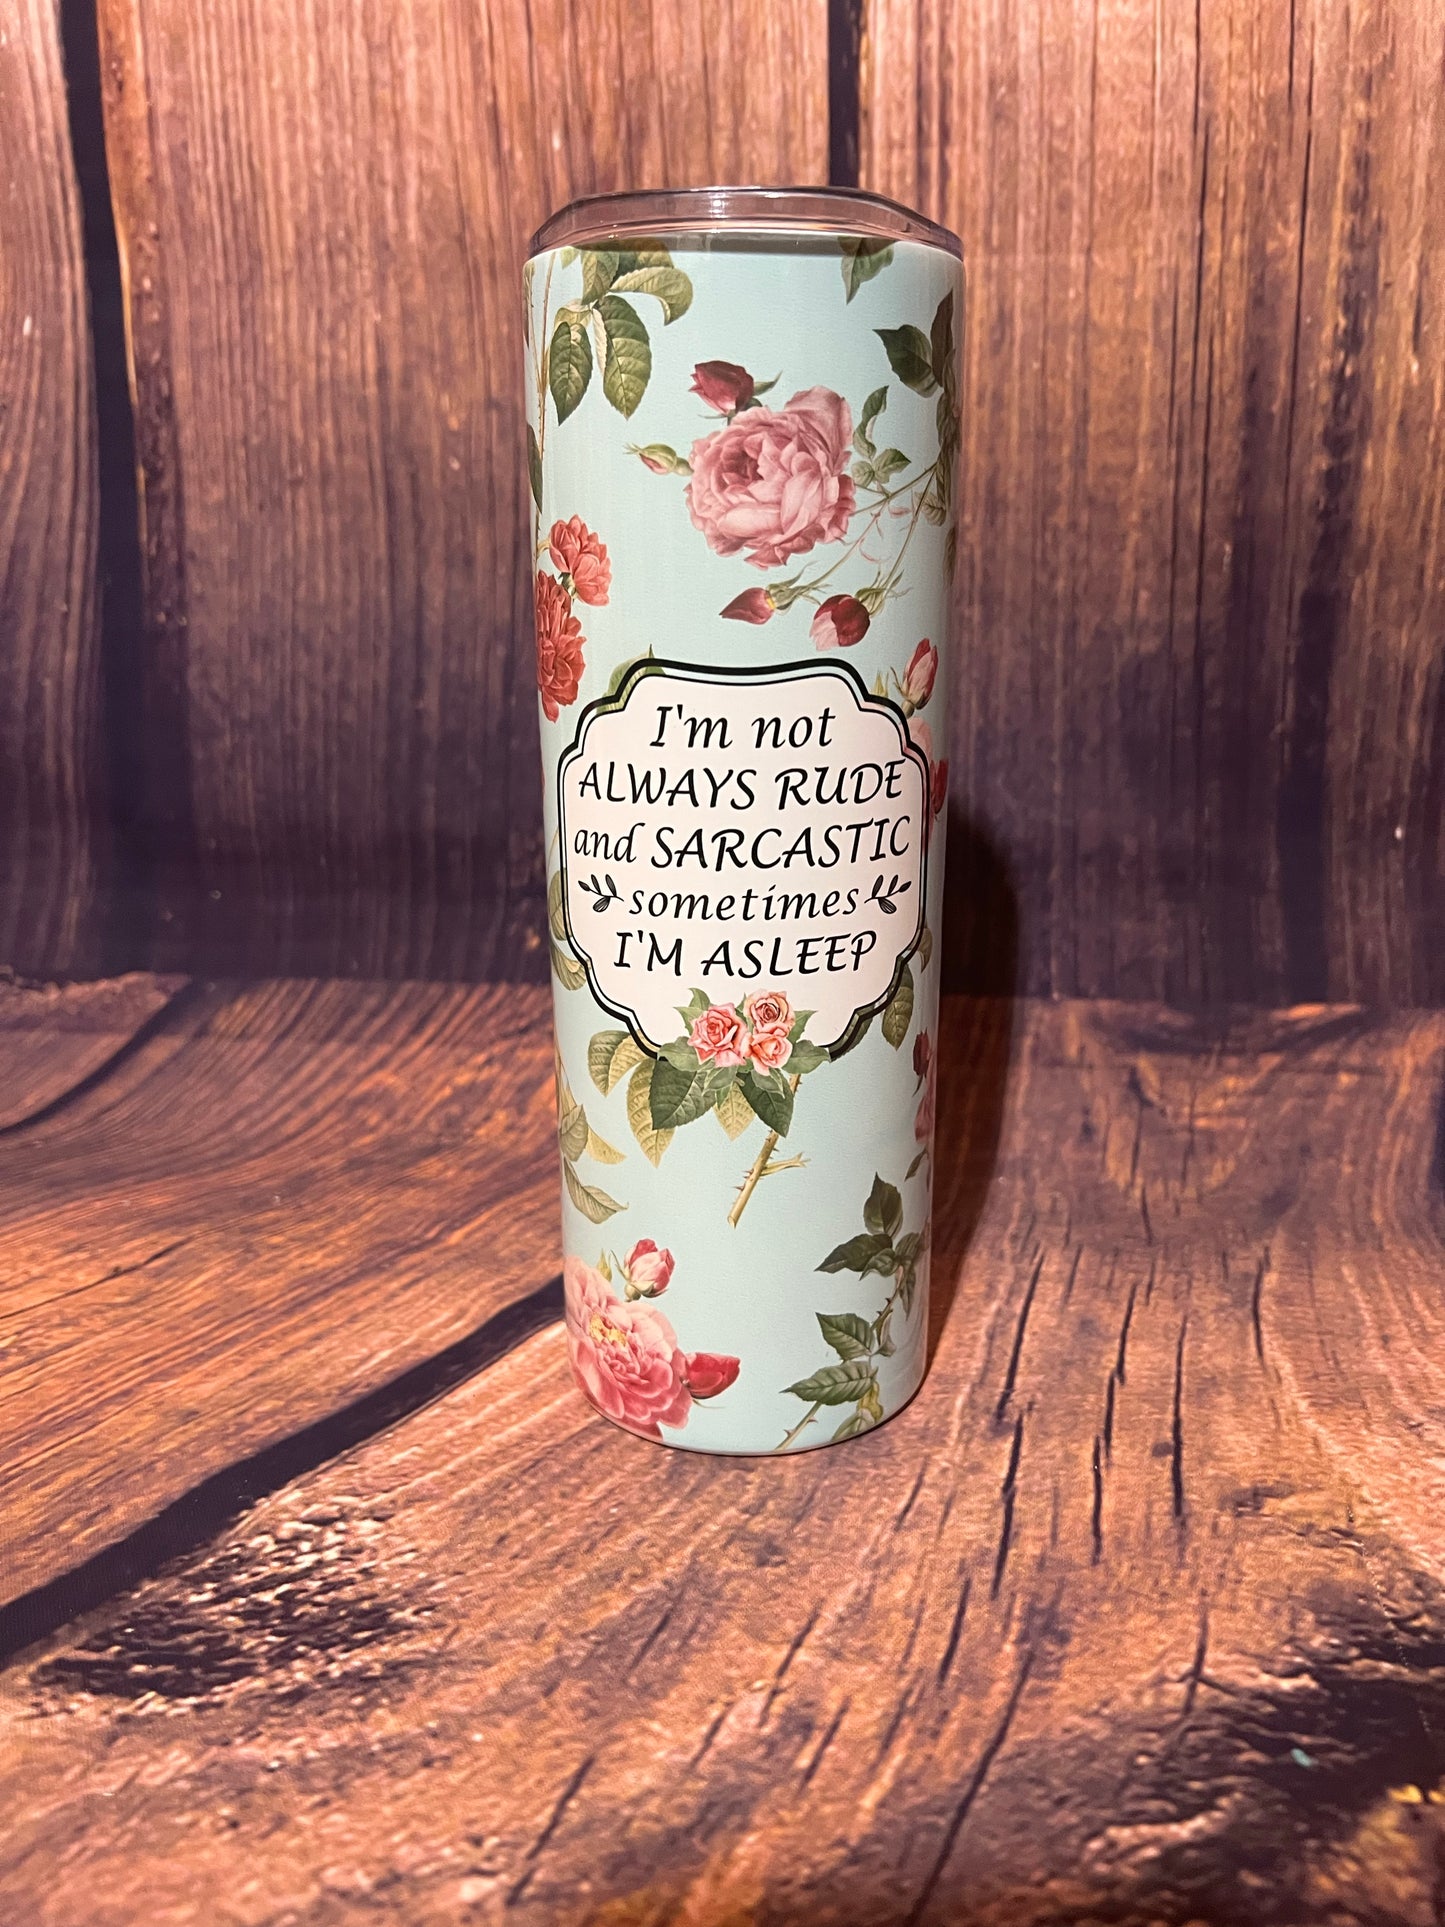 I'm not
ALWAYS RUDE
and SARCASTIC
sometimes
I'M ASLEEP